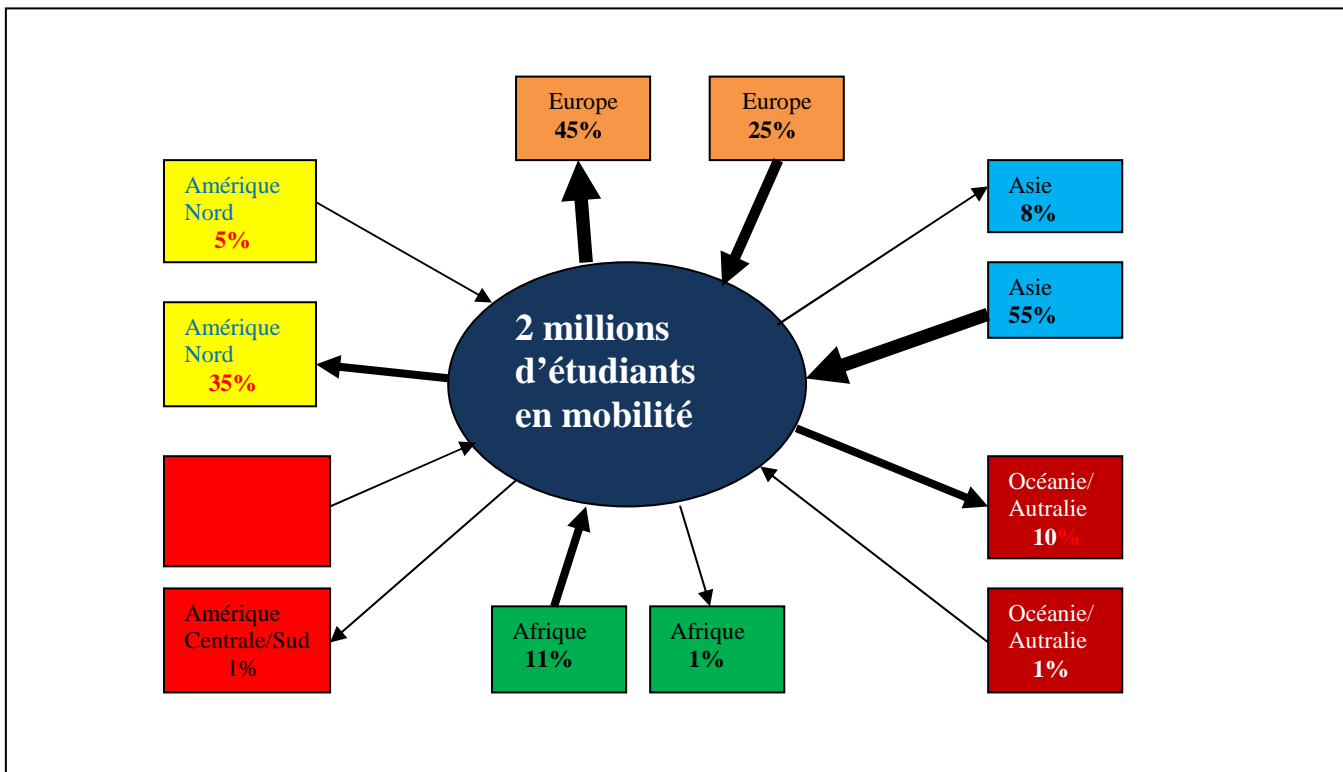 Europe
45%
Europe
25%
Amérique
Nord
5%
Asie
8%
Asie
55%
2 millions
d'étudiants
en mobilité
Amérique
Nord
35%
Océanie/
Autralie
10%
Amérique
Centrale/Sud
1%
Afrique
11%
Afrique
1%
Océanie/
Autralie
1%